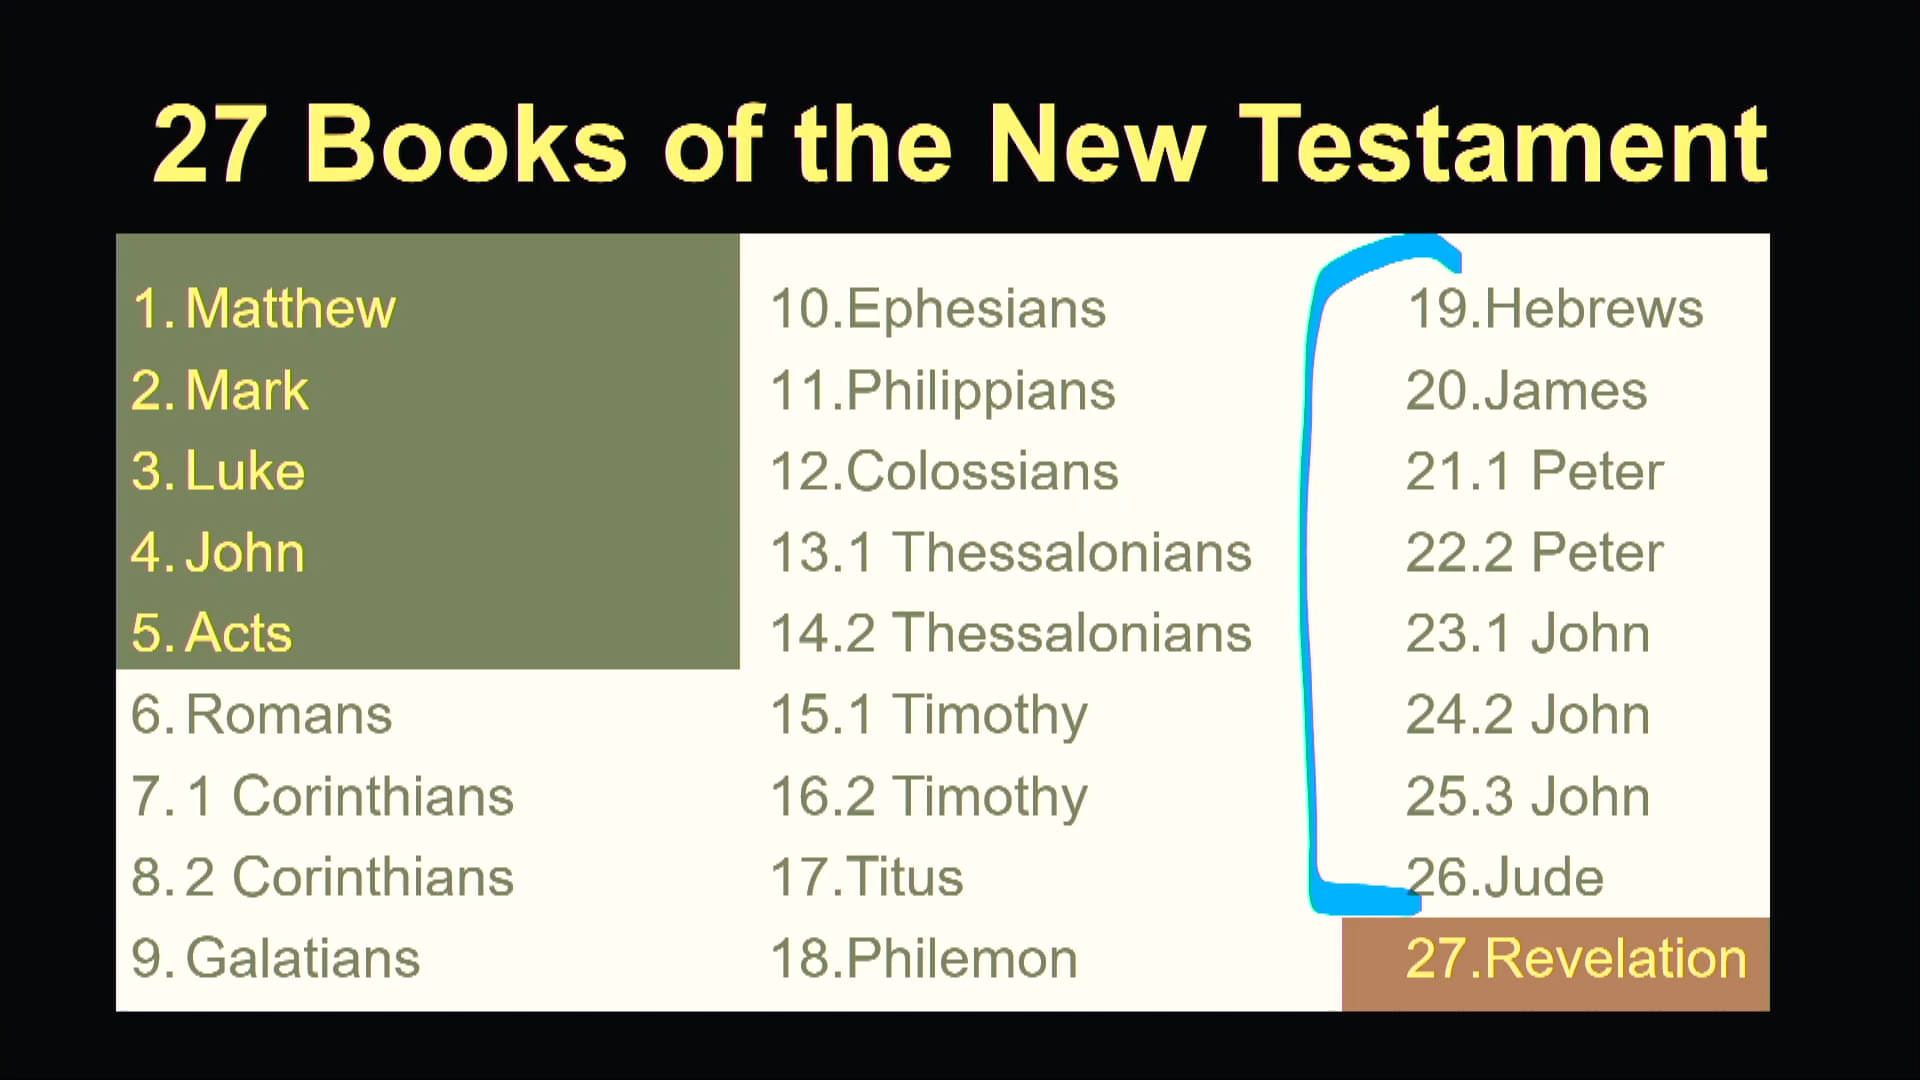 27 Books of the New Testament
1. Matthew
2. Mark
3. Luke
4. John
5. Acts
6. Romans
7. 1 Corinthians
8. 2 Corinthians
9. Galatians
10.Ephesians
11.Philippians
12.Colossians
13.1 Thessalonians
14.2 Thessalonians
15.1 Timothy
16.2 Timothy
17.Titus
18.Philemon
19.Hebrews
20.James
21.1 Peter
22.2 Peter
23.1 John
24.2 John
25.3 John
26.Jude
27.Revelation